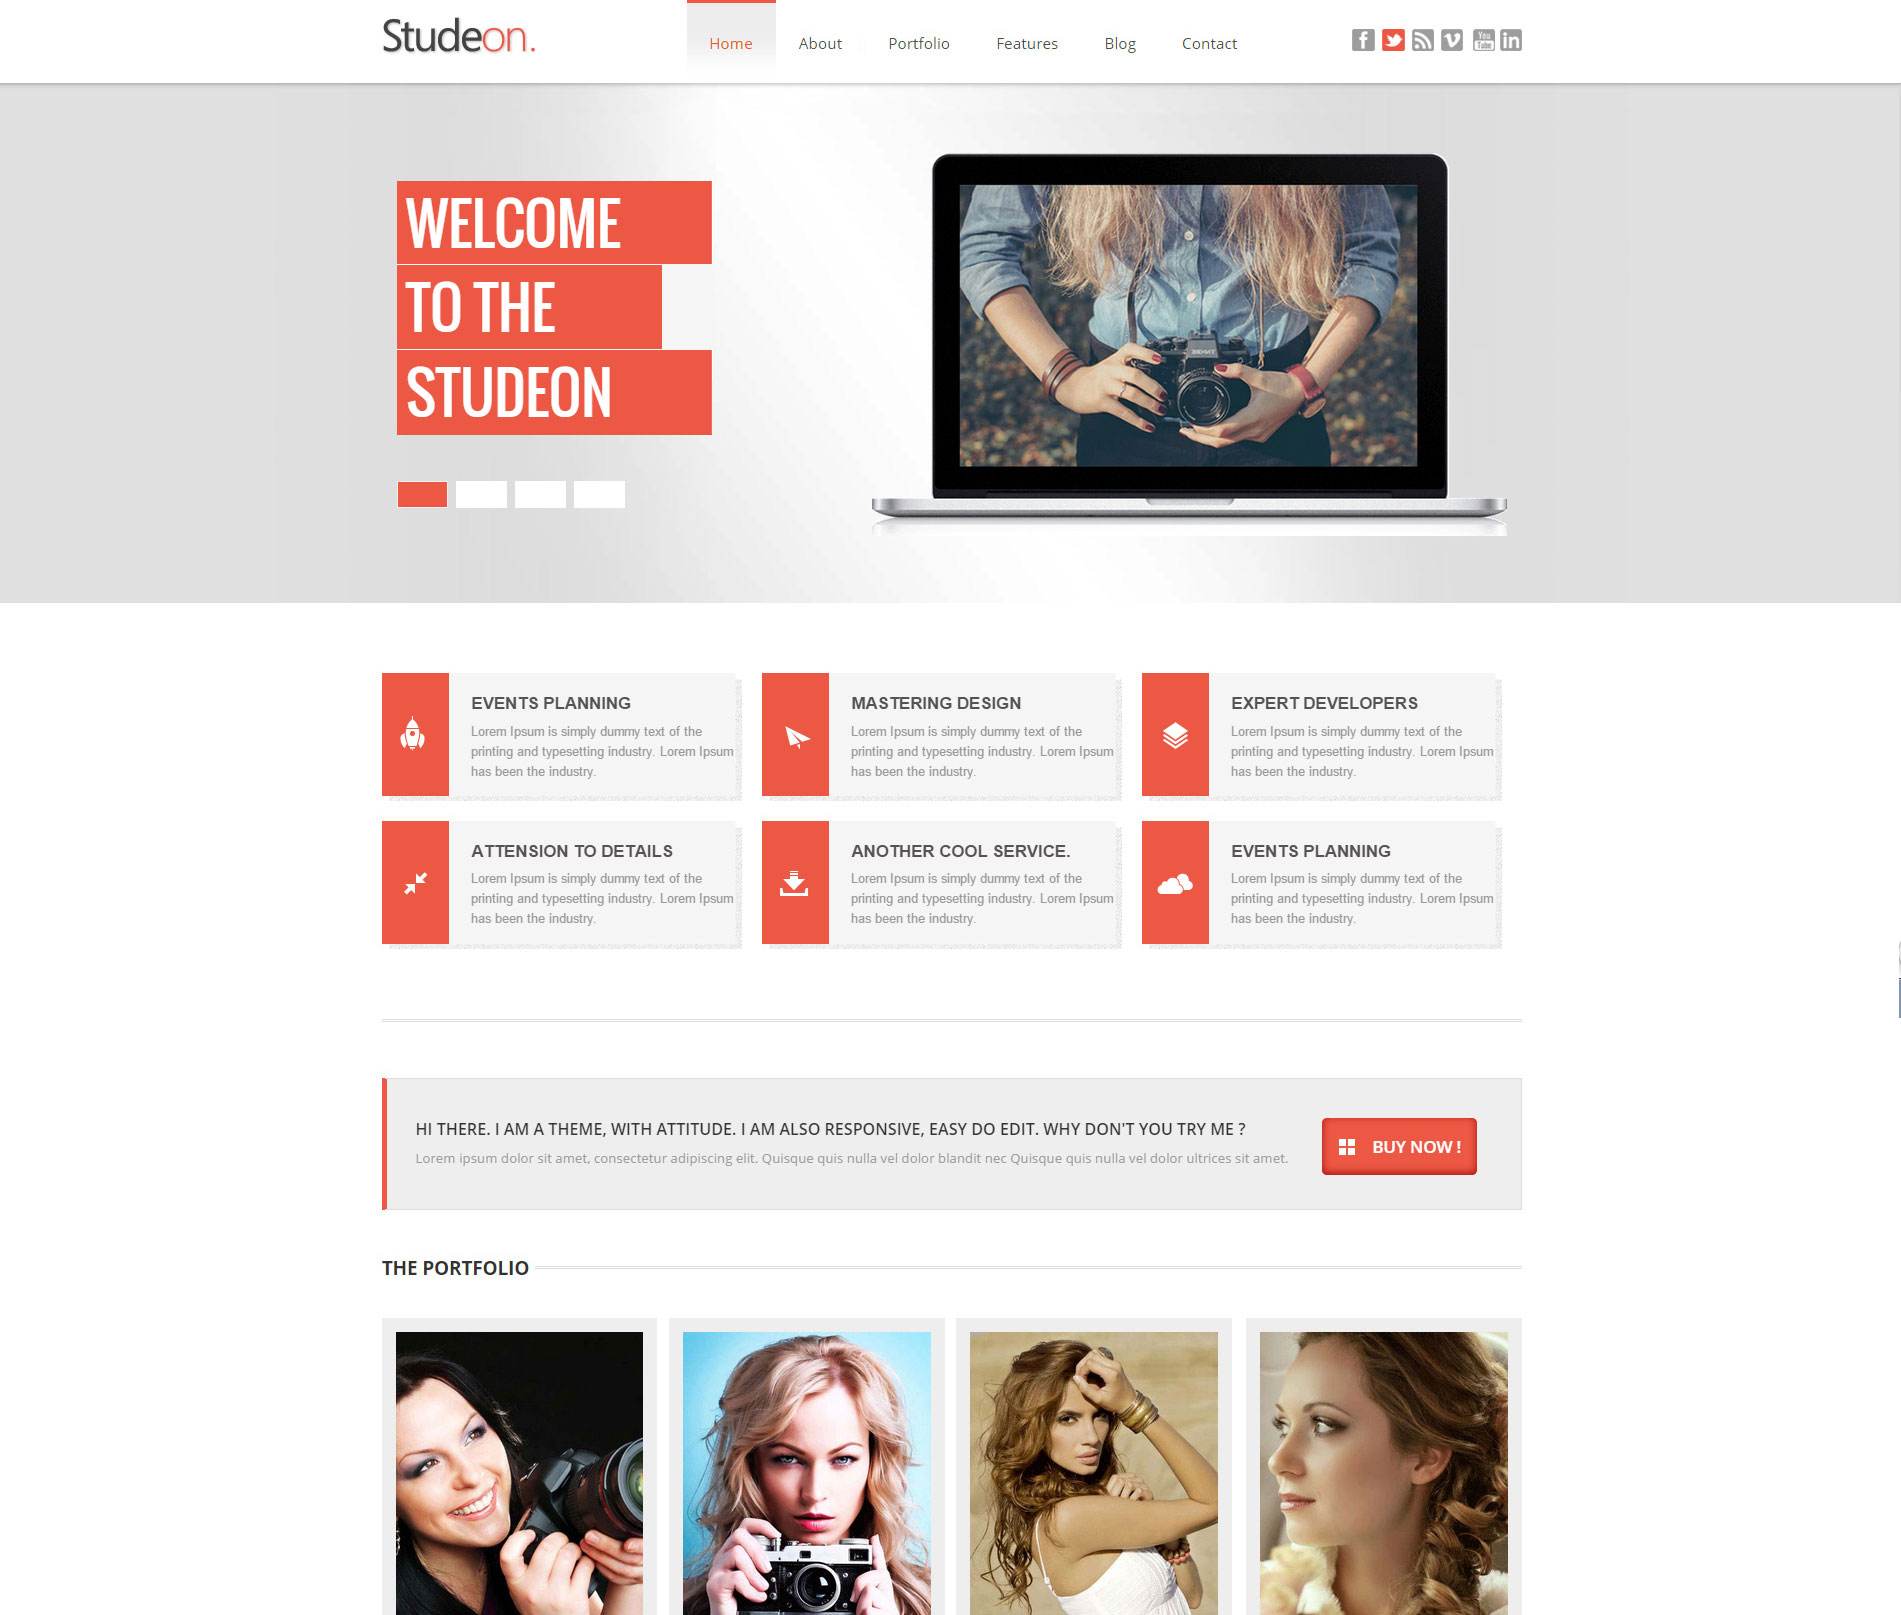 Studeon.
Home About Portfolio Features Blog Contact
You
Tube
WELCOME
TO THE
STUDEON
EVENTS PLANNING
Lorem Ipsum is simply dummy text of the
printing and typesetting industry. Lorem Ipsum
has been the industry.
MASTERING DESIGN
Lorem Ipsum is simply dummy text of the
printing and typesetting industry. Lorem Ipsum
has been the industry.
EXPERT DEVELOPERS
Lorem Ipsum is simply dummy text of the
printing and typesetting industry. Lorem Ipsum
has been the industry.
ATTENSION TO DETAILS
Lorem Ipsum is simply dummy text of the
printing and typesetting industry. Lorem Ipsum
has been the industry.
ANOTHER COOL SERVICE.
Lorem Ipsum is simply dummy text of the
printing and typesetting industry. Lorem Ipsum
has been the industry.
EVENTS PLANNING
Lorem Ipsum is simply dummy text of the
printing and typesetting industry. Lorem Ipsum
has been the industry.
HI THERE. I AM A THEME, WITH ATTITUDE. I AM ALSO RESPONSIVE, EASY DO EDIT. WHY DON'T YOU TRY ME ?
Lorem ipsum dolor sit amet, consectetur adipiscing elit. Quisque quis nulla vel dolor blandit nec Quisque quis nulla vel dolor ultrices sit amet.
BUY NOW !
THE PORTFOLIO